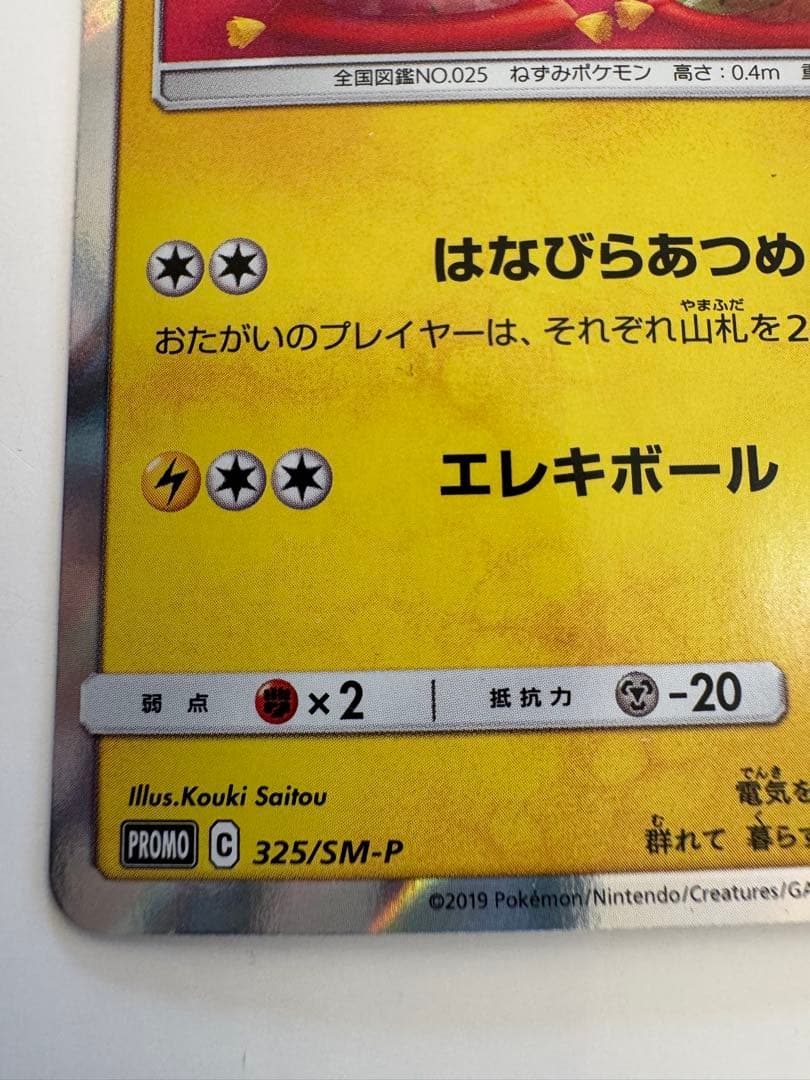 全国図鑑NO.025 ねずみポケモン 高さ:0.4m
はなびらあつめ
やまふだ
おたがいのプレイヤーは、それぞれ山札を2
エレキボール
弱点 ×2 抵抗力 -20
Illus.Kouki Saitou
でんき
電気を
PROMO C 325/SM-P
む く
群れて 暮らす
©2019 Pokémon/Nintendo/Creatures/GA